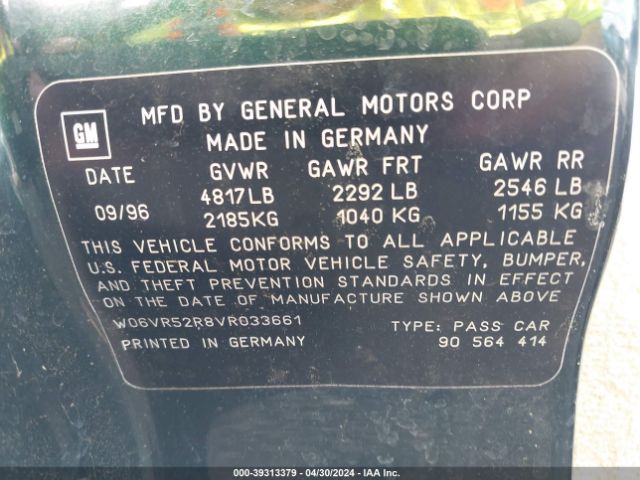 GM
MFD BY GENERAL MOTORS CORP
MADE IN GERMANY
DATE GVWR GAWR FRT GAWR RR
4817LB 2292 LB 2546 LB
09/96 2185KG 1040 KG 1155 KG
THIS VEHICLE CONFORMS TO ALL APPLICABLE
U.S. FEDERAL MOTOR VEHICLE SAFETY, BUMPER,
AND THEFT PREVENTION STANDARDS IN EFFECT
ON THE DATE OF MANUFACTURE SHOWN ABOVE
W06VR52R8VR033661 TYPE: PASS CAR
PRINTED IN GERMANY 90 564 414
000-39313379 - 04/30/2024 - IAA Inc.